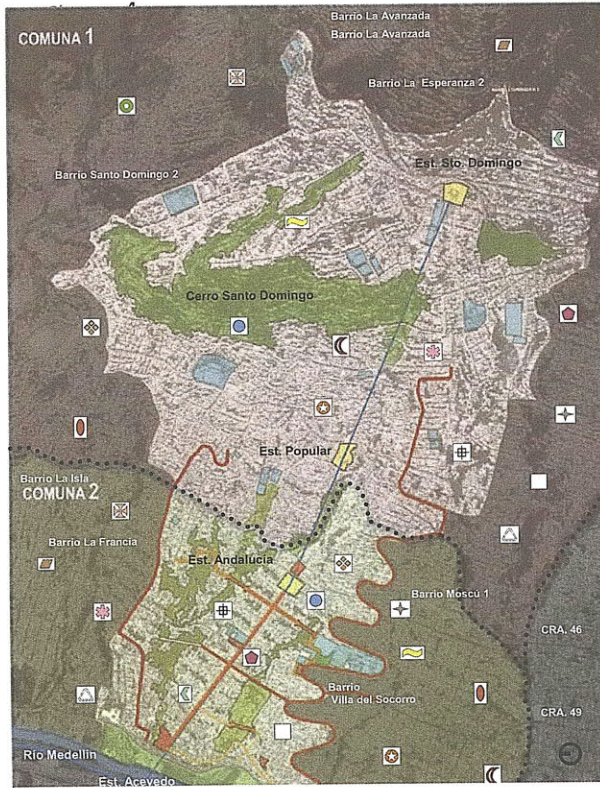 COMUNA 1
Barrio La Avanzada
Barrio La Avanzada
Barrio La Esperanza 2
Est. Sto. Domingo
Barrio Santo Domingo 2
Cerro Santo Domingo
Est. Popular
Barrio La Isla
COMUNA 2
Barrio La Francia
Est. Andalucía
Barrio Moscú 1
CRA. 46
Barrio
Villa del Socorro
CRA. 49
Río Medellín
Est. Acevedo